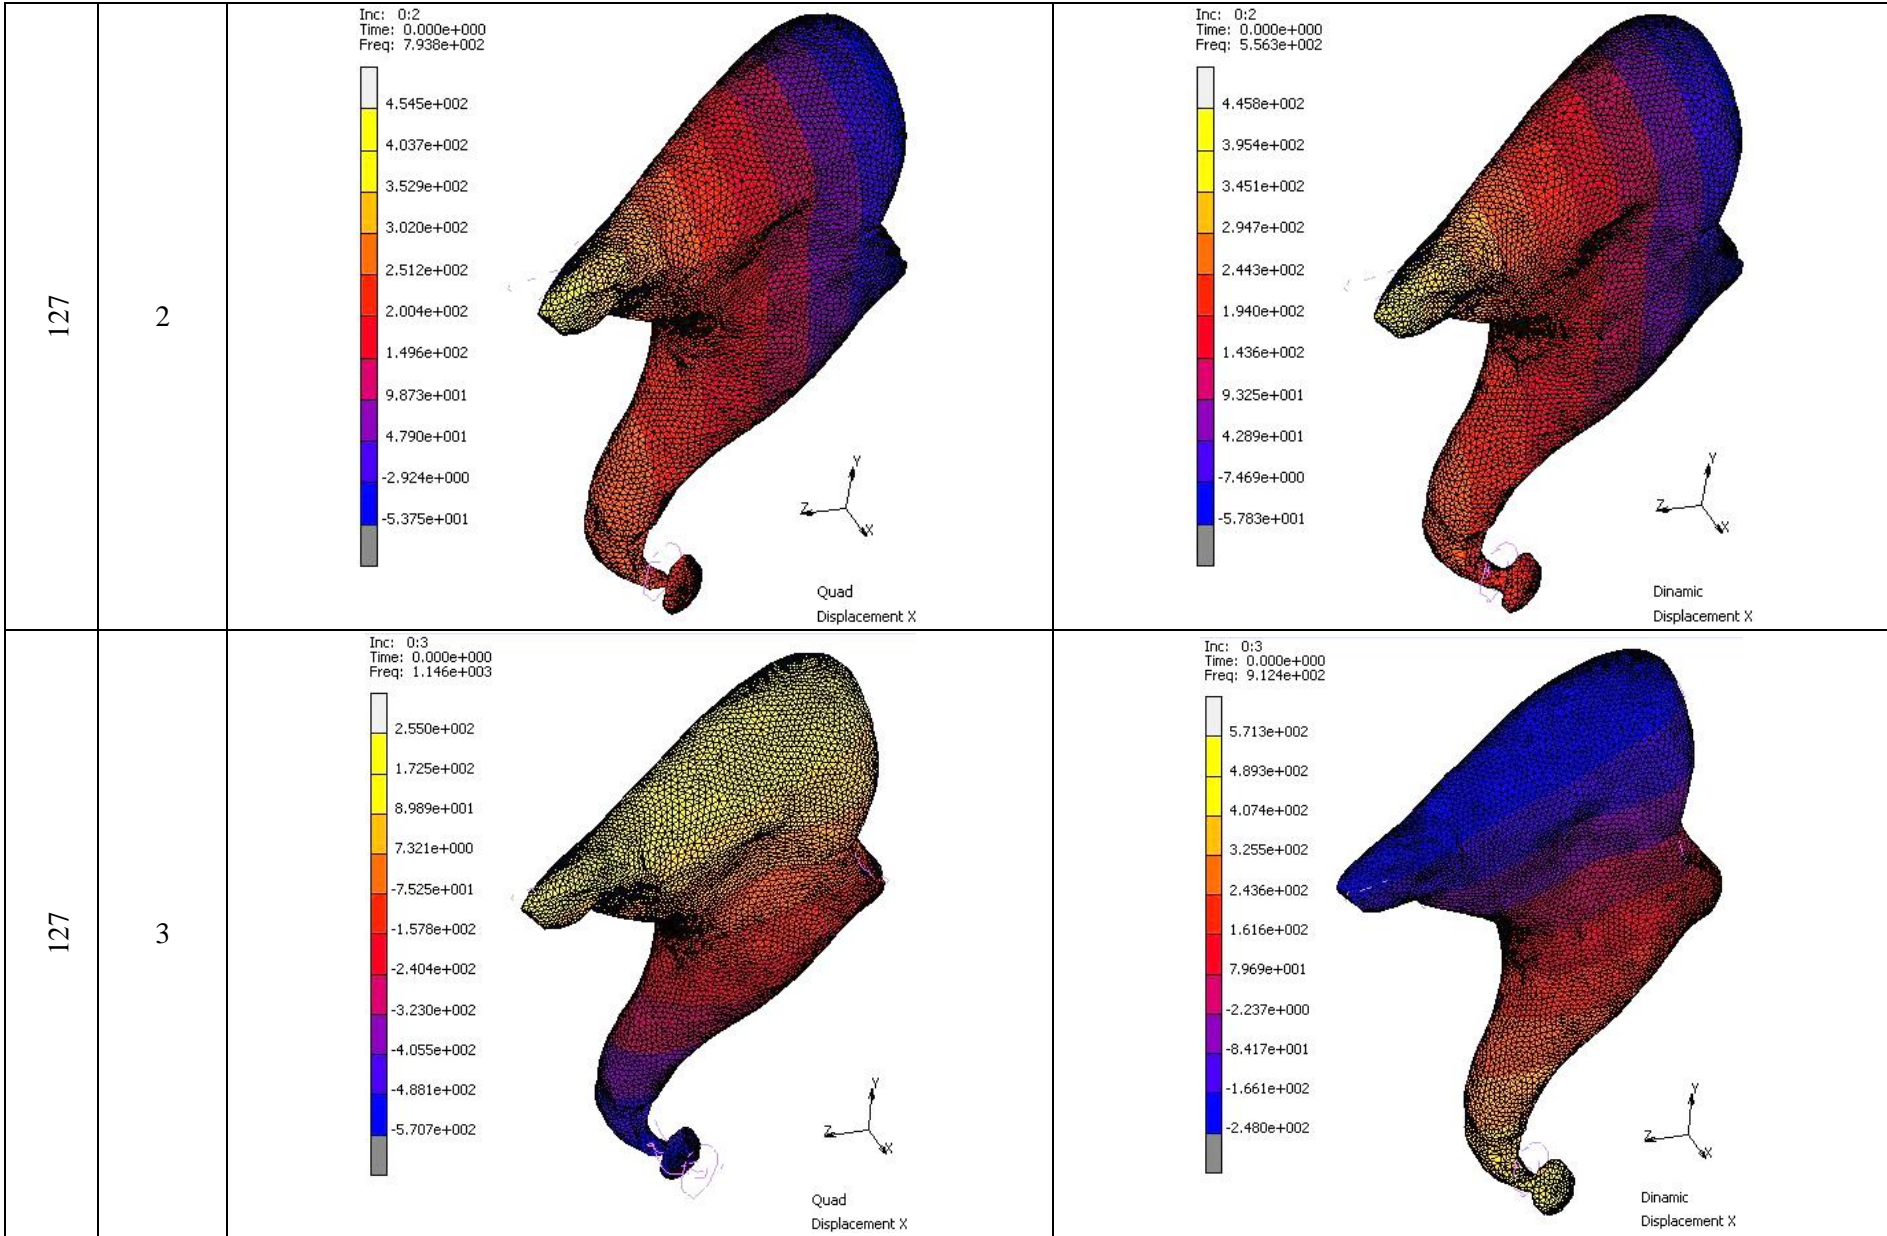 127
2
Inc: 0:2
Time: 0.000e+000
Freq: 7.938e+002
4.545e+002
4.037e+002
3.529e+002
3.020e+002
2.512e+002
2.004e+002
1.496e+002
9.873e+001
4.790e+001
-2.924e+000
-5.375e+001
Y
Z
X
Quad
Displacement X
Inc: 0:2
Time: 0.000e+000
Freq: 5.563e+002
4.458e+002
3.954e+002
3.451e+002
2.947e+002
2.443e+002
1.940e+002
1.436e+002
9.325e+001
4.289e+001
-7.469e+000
-5.783e+001
Y
Z
X
Dinamic
Displacement X
127
3
Inc: 0:3
Time: 0.000e+000
Freq: 1.146e+003
2.550e+002
1.725e+002
8.989e+001
7.321e+000
-7.525e+001
-1.578e+002
-2.404e+002
-3.230e+002
-4.055e+002
-4.881e+002
-5.707e+002
Y
Z
X
Quad
Displacement X
Inc: 0:3
Time: 0.000e+000
Freq: 9.124e+002
5.713e+002
4.893e+002
4.074e+002
3.255e+002
2.436e+002
1.616e+002
7.969e+001
-2.237e+000
-8.417e+001
-1.661e+002
-2.480e+002
Y
Z
X
Dinamic
Displacement X